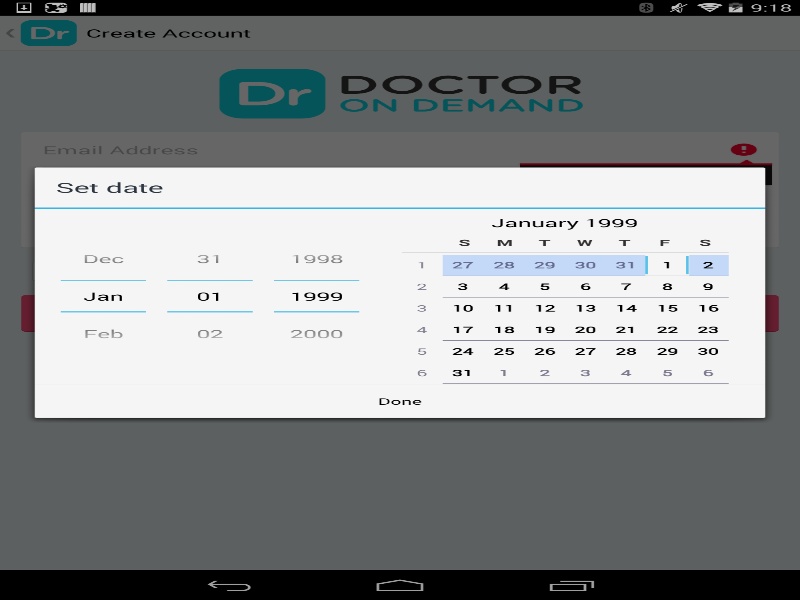 9:18
Dr Create Account
Dr DOCTOR
ON DEMAND
Email Address
Set date
Dec 31 1998
Jan 01 1999
Feb 02 2000
January 1999
S M T W T F S
1 27 28 29 30 31 1 2
2 3 4 5 6 7 8 9
3 10 11 12 13 14 15 16
4 17 18 19 20 21 22 23
5 24 25 26 27 28 29 30
6 31 1 2 3 4 5 6
Done